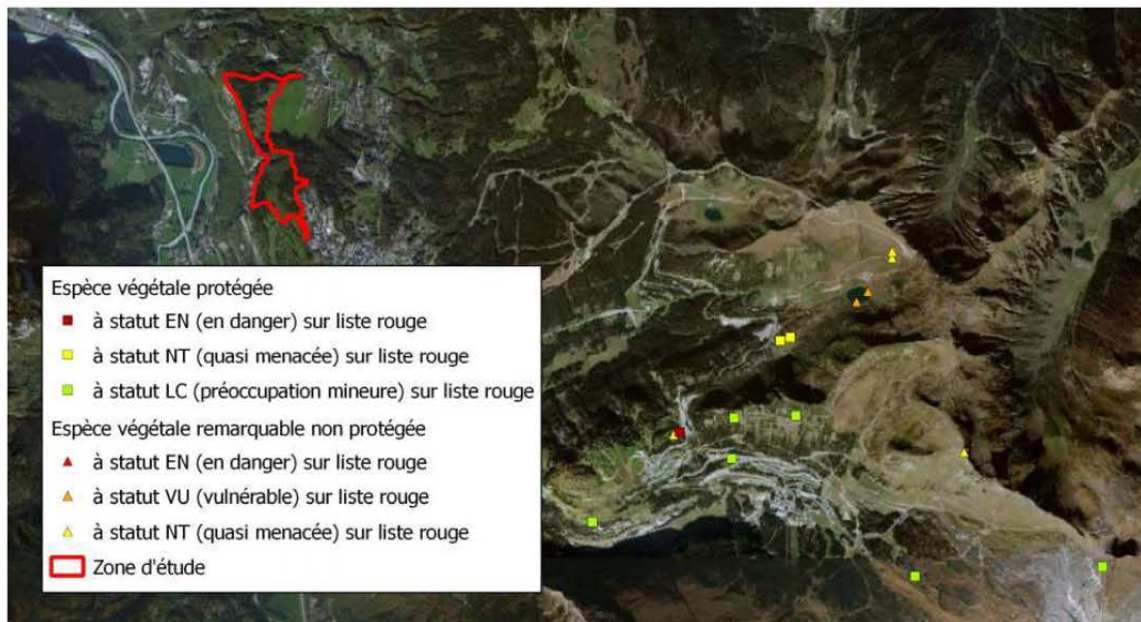 Espèce végétale protégée
à statut EN (en danger) sur liste rouge
à statut NT (quasi menacée) sur liste rouge
à statut LC (préoccupation mineure) sur liste rouge
Espèce végétale remarquable non protégée
à statut EN (en danger) sur liste rouge
à statut VU (vulnérable) sur liste rouge
à statut NT (quasi menacée) sur liste rouge
Zone d'étude